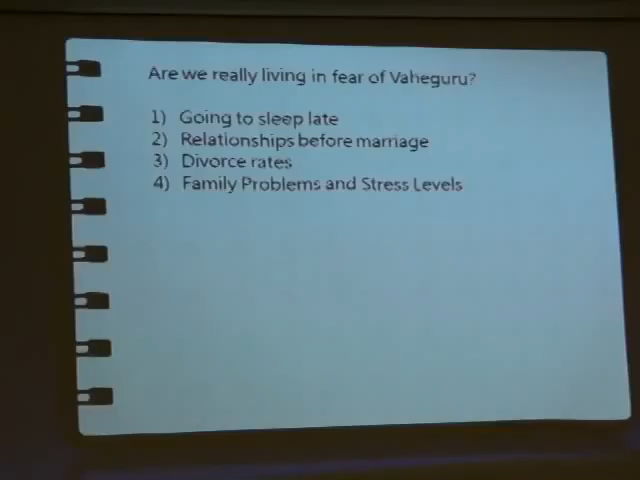 Are we really living in fear of Vaheguru?
1) Going to sleep late
2) Relationships before marriage
3) Divorce rates
4) Family Problems and Stress Levels